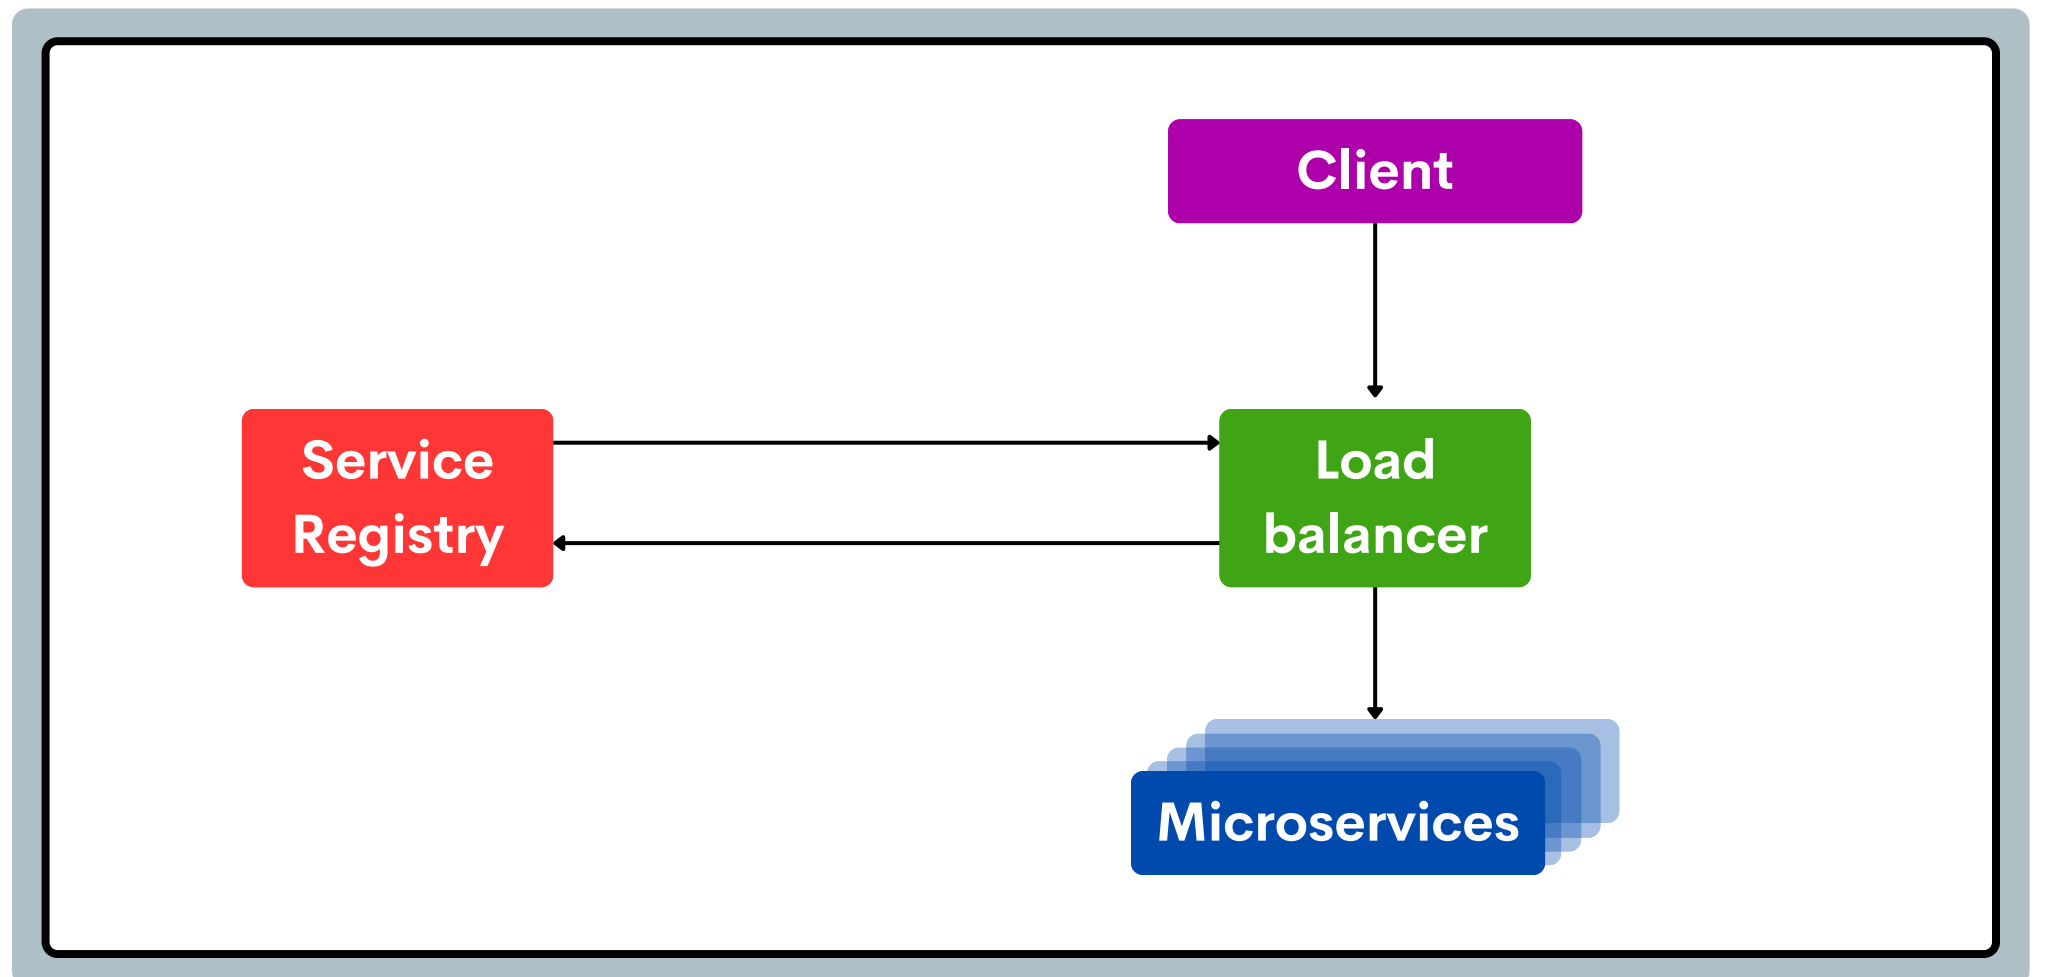 Client
Service
Registry
Load
balancer
Microservices